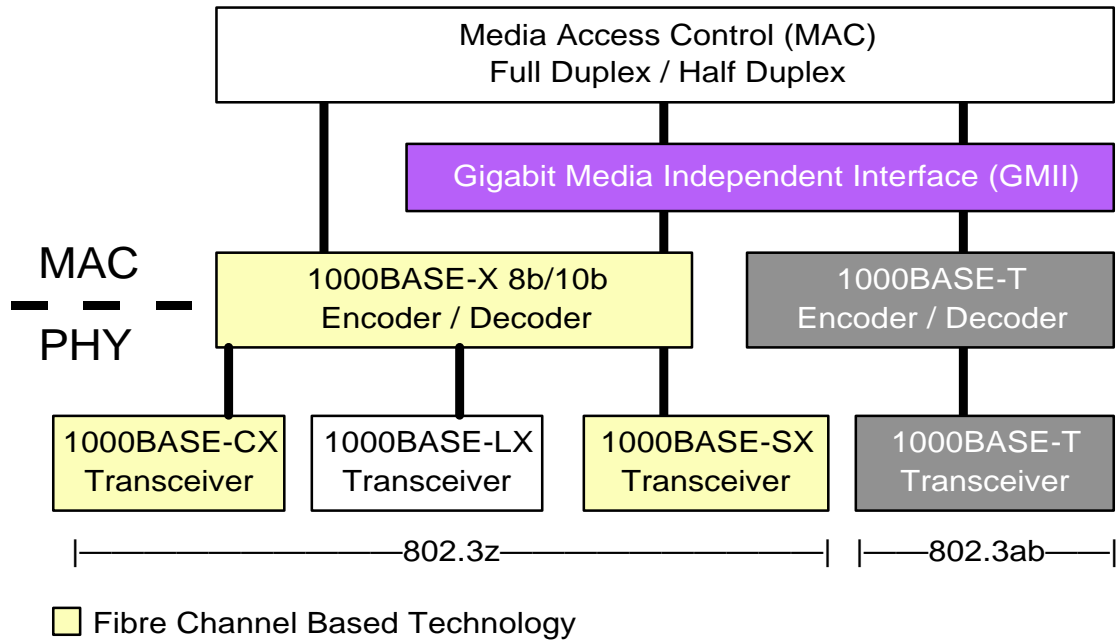 Media Access Control (MAC)
Full Duplex / Half Duplex
Gigabit Media Independent Interface (GMII)
MAC
PHY
1000BASE-X 8b/10b
Encoder / Decoder
1000BASE-T
Encoder / Decoder
1000BASE-CX
Transceiver
1000BASE-LX
Transceiver
1000BASE-SX
Transceiver
1000BASE-T
Transceiver
802.3z
802.3ab
Fibre Channel Based Technology